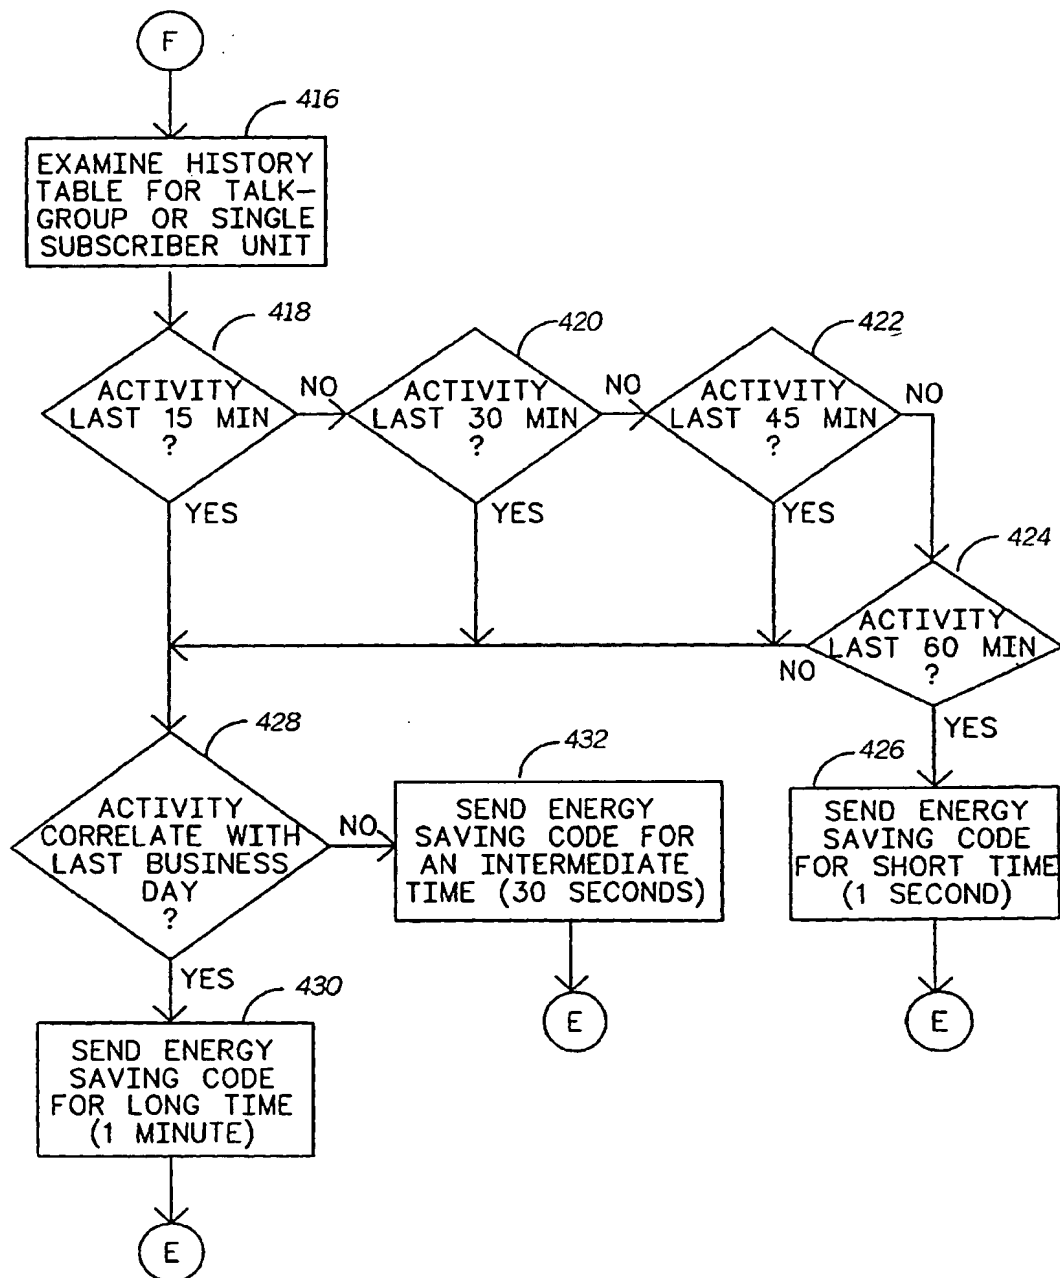 F
416
EXAMINE HISTORY
TABLE FOR TALK-
GROUP OR SINGLE
SUBSCRIBER UNIT
418
ACTIVITY
LAST 15 MIN
?
NO
YES
420
ACTIVITY
LAST 30 MIN
?
NO
YES
422
ACTIVITY
LAST 45 MIN
?
NO
YES
424
ACTIVITY
LAST 60 MIN
?
NO
YES
428
ACTIVITY
CORRELATE WITH
LAST BUSINESS
DAY
?
NO
YES
432
SEND ENERGY
SAVING CODE FOR
AN INTERMEDIATE
TIME (30 SECONDS)
E
426
SEND ENERGY
SAVING CODE
FOR SHORT TIME
(1 SECOND)
E
430
SEND ENERGY
SAVING CODE
FOR LONG TIME
(1 MINUTE)
E